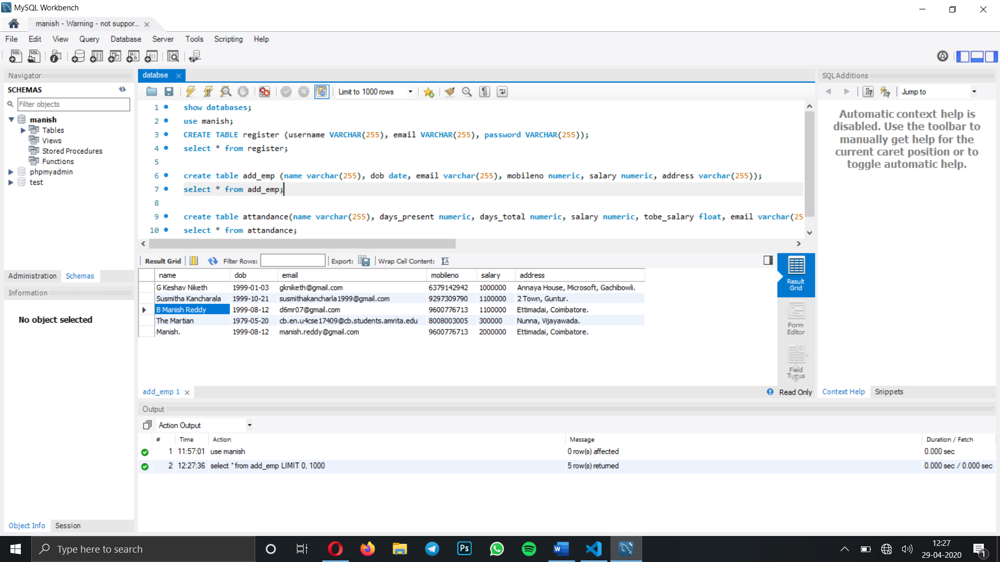 MySQL Workbench
manish - Warning - not suppor...
File Edit View Query Database Server Tools Scripting Help
Navigator
SCHEMAS
Filter objects
manish
Tables
Views
Stored Procedures
Functions
phpmyadmin
test
Administration Schemas
Information
No object selected
Object Info Session
databse
Limit to 1000 rows
1 show databases;
2 use manish;
3 CREATE TABLE register (username VARCHAR(255), email VARCHAR(255), password VARCHAR(255));
4 select * from register;
5
6 create table add_emp (name varchar(255), dob date, email varchar(255), mobileno numeric, salary numeric, address varchar(255));
7 select * from add_emp;
8
9 create table attandance(name varchar(255), days_present numeric, days_total numeric, salary numeric, tobe_salary float, email varchar(25
10 select * from attandance;
Result Grid Filter Rows: Export: Wrap Cell Content:
name dob email mobileno salary address
G Keshav Niketh 1999-01-03 gkniketh@gmail.com 6379142942 1000000 Annaya House, Microsoft, Gachibowli.
Susmitha Kancharala 1999-10-21 susmithakancharla1999@gmail.com 9297309790 1100000 2 Town, Guntur.
B Manish Reddy 1999-08-12 d6mr07@gmail.com 9600776713 1100000 Ettimadai, Coimbatore.
The Martian 1979-05-20 cb.en.u4cse17409@cb.students.amrita.edu 8008003005 300000 Nunna, Vijayawada.
Manish. 1999-08-12 manish.reddy@gmail.com 9600776713 2000000 Ettimadai, Coimbatore.
Result
Grid
Form
Editor
Field
Types
add_emp 1
Read Only
SQLAdditions
Jump to
Automatic context help is
disabled. Use the toolbar to
manually get help for the
current caret position or to
toggle automatic help.
Context Help Snippets
Output
Action Output
# Time Action Message Duration / Fetch
1 11:57:01 use manish 0 row(s) affected 0.000 sec
2 12:27:36 select * from add_emp LIMIT 0, 1000 5 row(s) returned 0.000 sec / 0.000 sec
Type here to search
12:27
29-04-2020
1